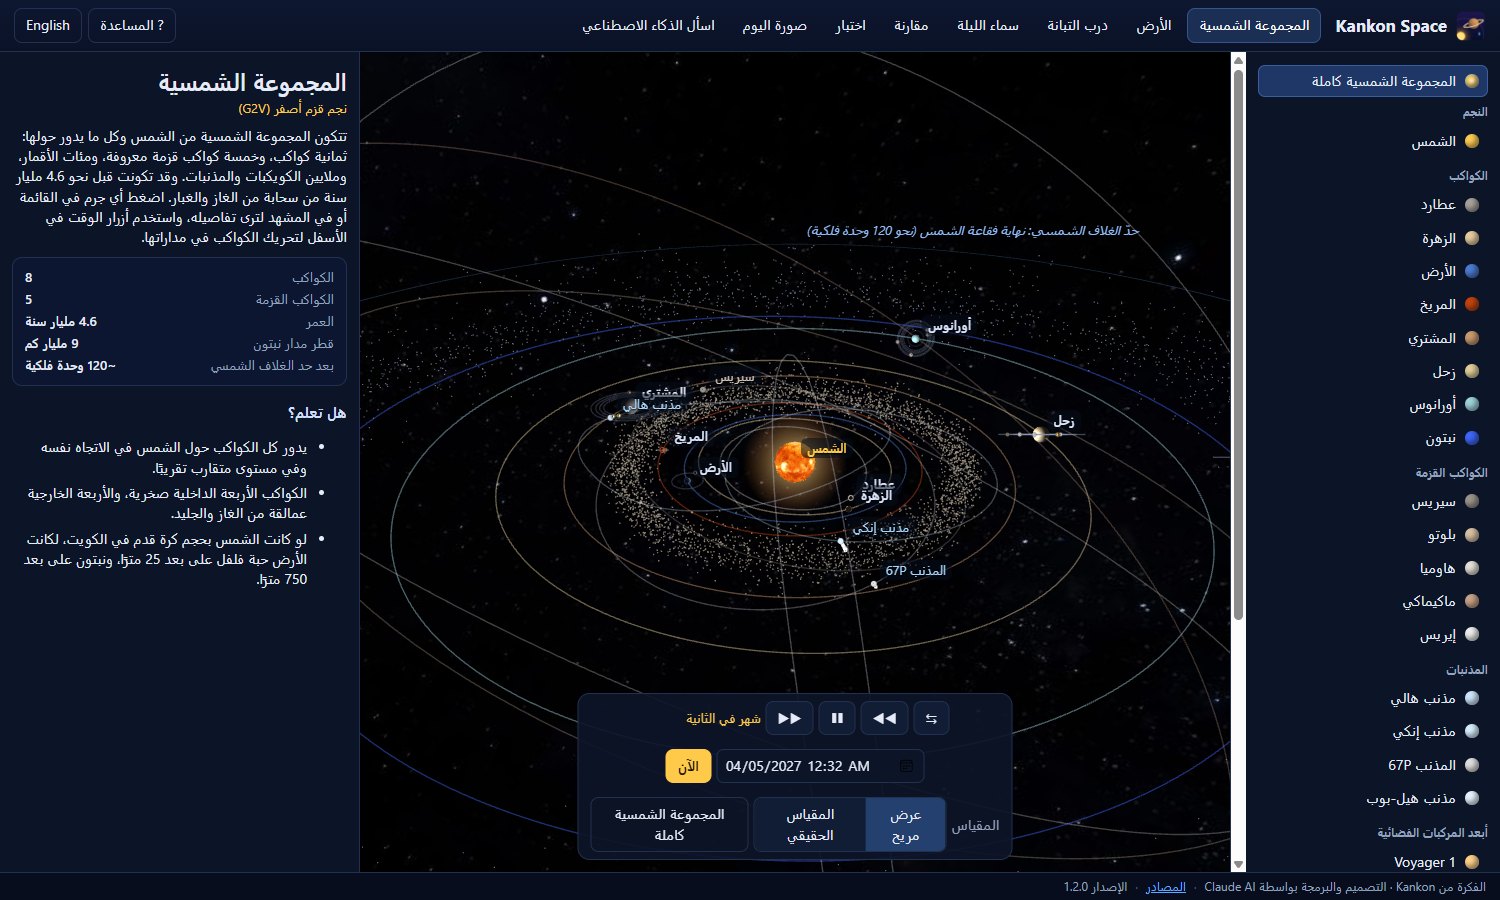 Kankon Space
المجموعة الشمسية
الأرض
درب التبانة
سماء الليلة
مقارنة
اختبار
صورة اليوم
اسأل الذكاء الاصطناعي
? المساعدة
English
المجموعة الشمسية كاملة
النجم
الشمس
الكواكب
عطارد
الزهرة
الأرض
المريخ
المشتري
زحل
أورانوس
نبتون
الكواكب القزمة
سيريس
بلوتو
هاوميا
ماكيماكي
إيريس
المذنبات
مذنب هالي
مذنب إنكي
المذنب 67P
مذنب هيل-بوب
أبعد المركبات الفضائية
Voyager 1
حدّ الغلاف الشمسي: نهاية فقاعة الشمس (نحو 120 وحدة فلكية)
أورانوس
سيريس
المشتري
مذنب هالي
زحل
المريخ
الشمس
الأرض
عطارد
الزهرة
مذنب إنكي
المذنب 67P
شهر في الثانية
04/05/2027 12:32 AM
الآن
المقياس
عرض مريح
المقياس الحقيقي
المجموعة الشمسية كاملة
المجموعة الشمسية
نجم قزم أصفر (G2V)
تتكون المجموعة الشمسية من الشمس وكل ما يدور حولها:
ثمانية كواكب، وخمسة كواكب قزمة معروفة، ومئات الأقمار،
وملايين الكويكبات والمذنبات. وقد تكونت قبل نحو 4.6 مليار
سنة من سحابة من الغاز والغبار. اضغط أي جرم في القائمة
أو في المشهد لترى تفاصيله، واستخدم أزرار الوقت في
الأسفل لتحريك الكواكب في مداراتها.
الكواكب 8
الكواكب القزمة 5
العمر 4.6 مليار سنة
قطر مدار نبتون 9 مليار كم
بعد حد الغلاف الشمسي ~120 وحدة فلكية
هل تعلم؟
يدور كل الكواكب حول الشمس في الاتجاه نفسه
وفي مستوى متقارب تقريبًا.
الكواكب الأربعة الداخلية صخرية، والأربعة الخارجية
عمالقة من الغاز والجليد.
لو كانت الشمس بحجم كرة قدم في الكويت، لكانت
الأرض حبة فلفل على بعد 25 مترًا، ونبتون على بعد
750 مترًا.
الفكرة من Kankon · التصميم والبرمجة بواسطة Claude AI · المصادر · الإصدار 1.2.0